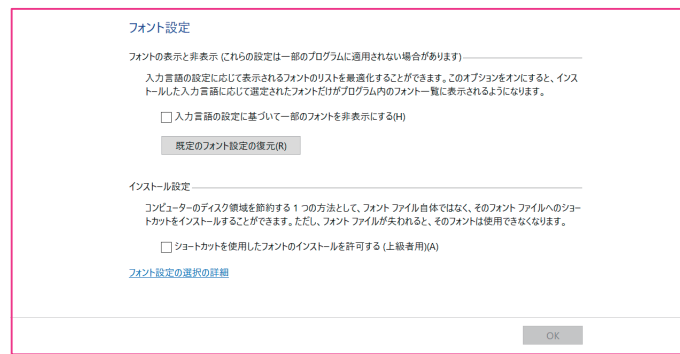 フォント設定
フォントの表示と非表示 (これらの設定は一部のプログラムに適用されない場合があります)
入力言語の設定に応じて表示されるフォントのリストを最適化することができます。このオプションをオンにすると、インス
トールした入力言語に応じて選定されたフォントだけがプログラム内のフォント一覧に表示されるようになります。
入力言語の設定に基づいて一部のフォントを非表示にする(H)
既定のフォント設定の復元(R)
インストール設定
コンピューターのディスク領域を節約する 1 つの方法として、フォント ファイル自体ではなく、そのフォント ファイルへのショー
トカットをインストールすることができます。ただし、フォント ファイルが失われると、そのフォントは使用できなくなります。
ショートカットを使用したフォントのインストールを許可する (上級者用)(A)
フォント設定の選択の詳細
OK